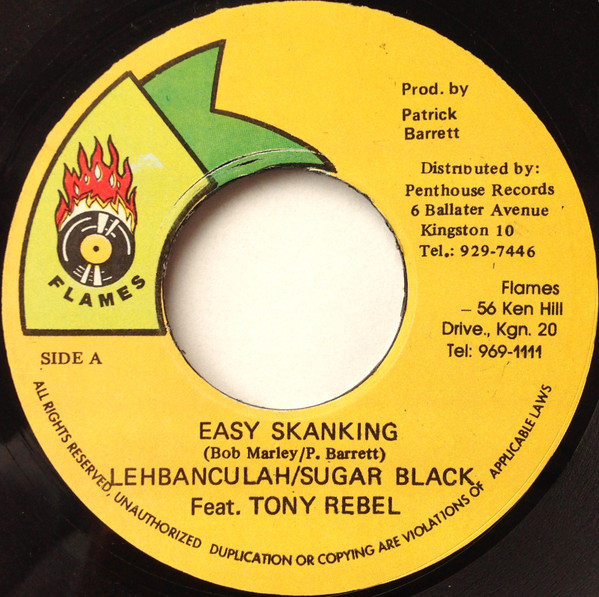 Prod. by
Patrick
Barrett
Distributed by:
Penthouse Records
6 Ballater Avenue
Kingston 10
Tel.: 929-7446
Flames
– 56 Ken Hill
Drive., Kgn. 20
Tel: 969-1111
FLAMES
SIDE A
EASY SKANKING
(Bob Marley/P. Barrett)
LEHBANCULAH/SUGAR BLACK
Feat. TONY REBEL
ALL RIGHTS RESERVED, UNAUTHORIZED DUPLICATION OR COPYING ARE VIOLATIONS OF APPLICABLE LAWS